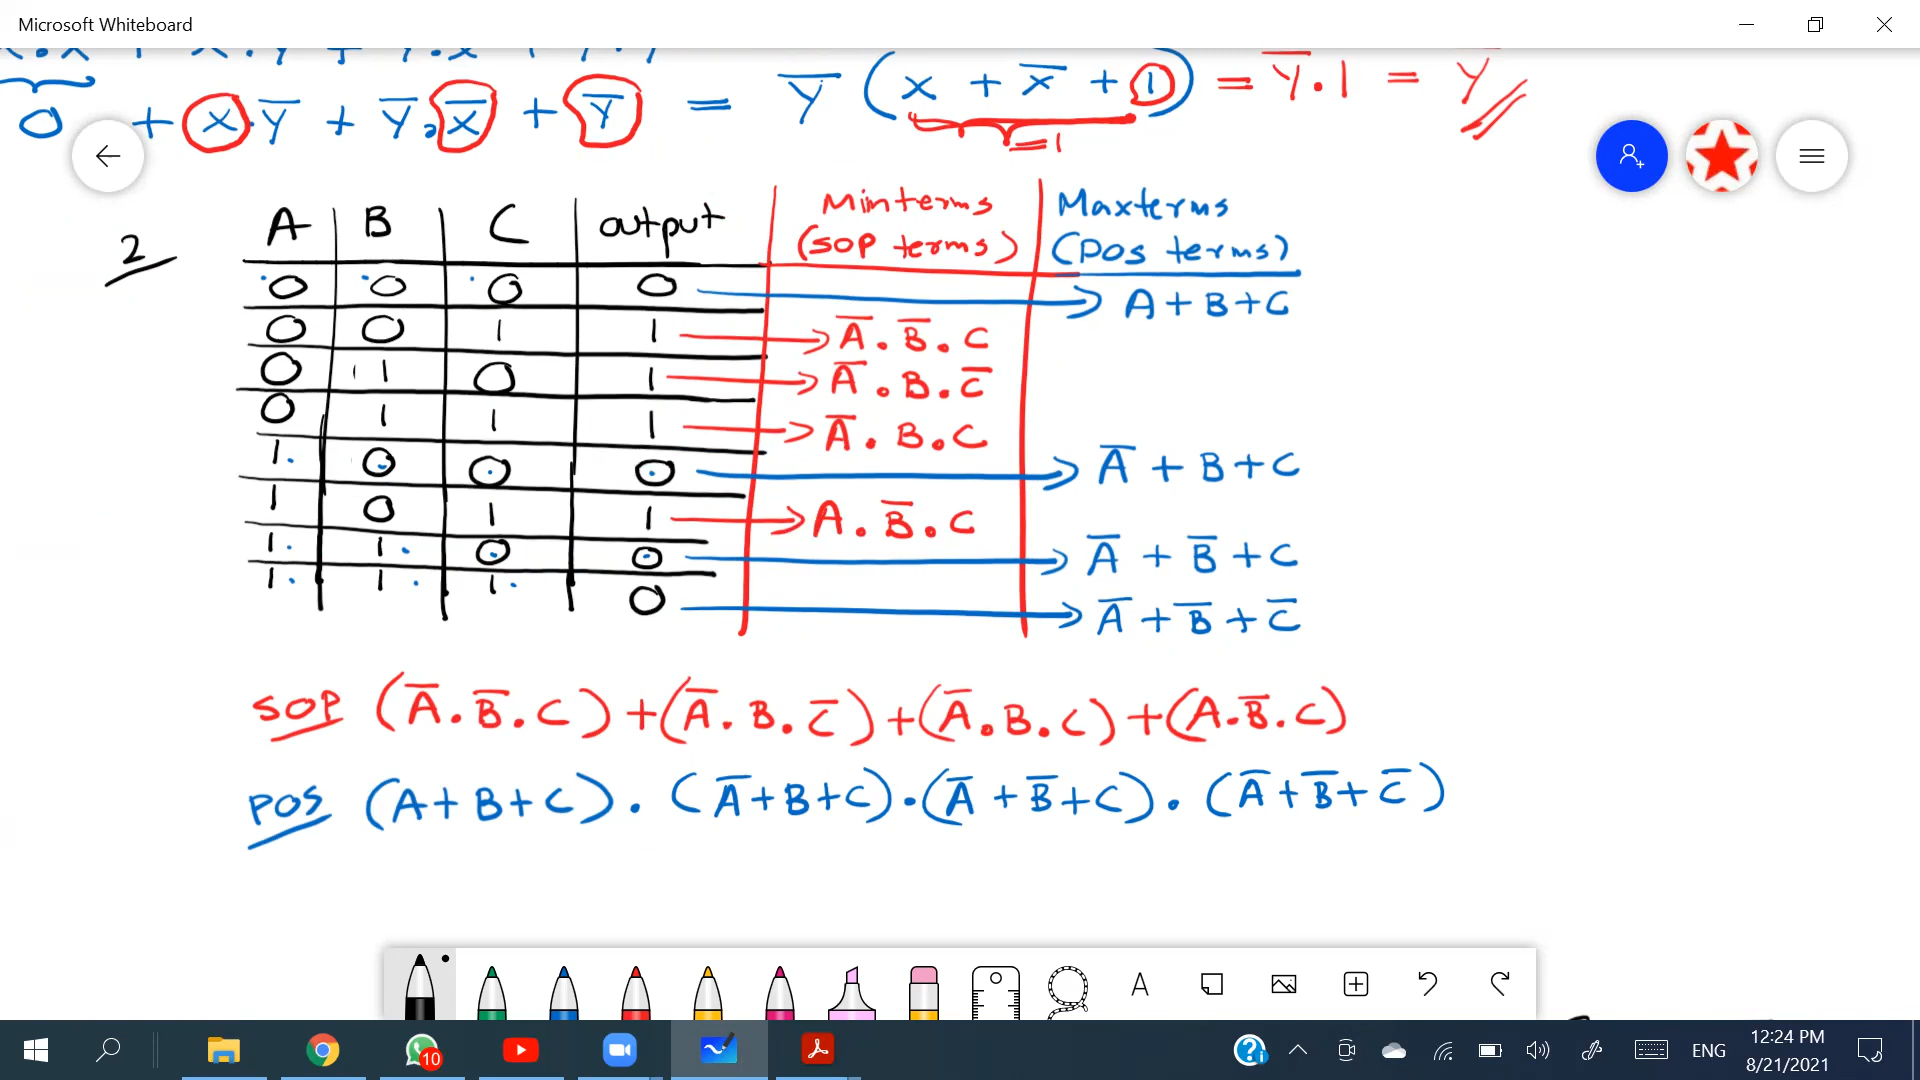 Microsoft Whiteboard
0 + X.Y̅ + Y̅.X̅ + Y̅ = Y̅ (X + X̅ + 1) = Y̅.1 = Y̅
=1
2
A B C output Minterms (SOP terms) Maxterms (POS terms)
0 0 0 0 → A+B+C
0 0 1 1 → A̅.B̅.C
0 1 0 1 → A̅.B.C̅
0 1 1 1 → A̅.B.C
1 0 0 0 → A̅+B+C
1 0 1 1 → A.B̅.C
1 1 0 0 → A̅+B̅+C
1 1 1 0 → A̅+B̅+C̅
SOP (A̅.B̅.C)+(A̅.B.C̅)+(A̅.B.C)+(A.B̅.C)
POS (A+B+C).(A̅+B+C).(A̅+B̅+C).(A̅+B̅+C̅)
A
10
ENG
12:24 PM
8/21/2021